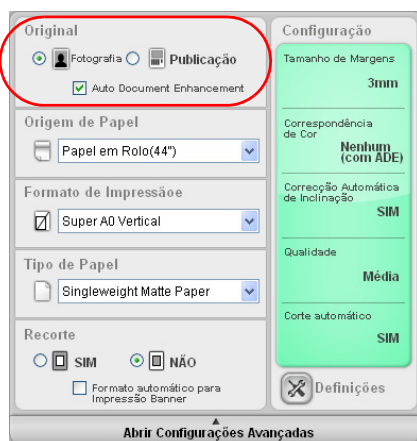 Original
Fotografia
Publicação
Auto Document Enhancement
Origem de Papel
Papel em Rolo(44")
Formato de Impressãoe
Super A0 Vertical
Tipo de Papel
Singleweight Matte Paper
Recorte
SIM
NÃO
Formato automático para
Impressão Banner
Configuração
Tamanho de Margens
3mm
Correspondência
de Cor
Nenhum
(com ADE)
Correcção Automática
de Inclinação
SIM
Qualidade
Média
Corte automático
SIM
Definições
Abrir Configurações Avançadas